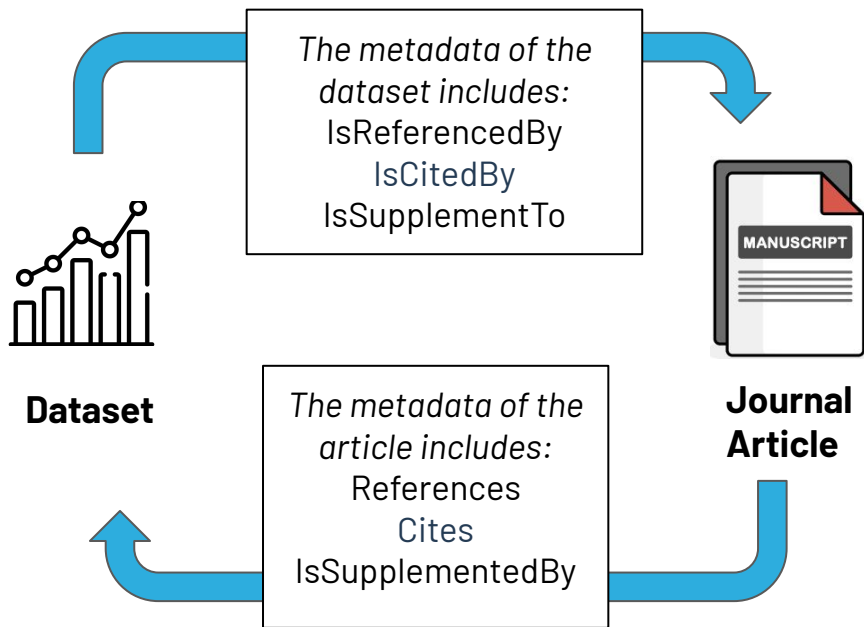 The metadata of the
dataset includes:
IsReferencedBy
IsCitedBy
IsSupplementTo
MANUSCRIPT
Dataset
Journal
Article
The metadata of the
article includes:
References
Cites
IsSupplementedBy